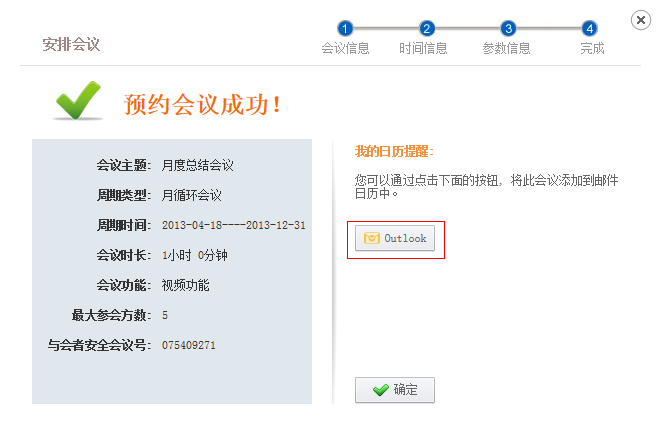 安排会议
1 2 3 4
会议信息 时间信息 参数信息 完成
预约会议成功！
会议主题： 月度总结会议
周期类型： 月循环会议
周期时间： 2013-04-18----2013-12-31
会议时长： 1小时 0分钟
会议功能： 视频功能
最大参会方数： 5
与会者安全会议号： 075409271
我的日历提醒：
您可以通过点击下面的按钮，将此会议添加到邮件
日历中。
Outlook
确定